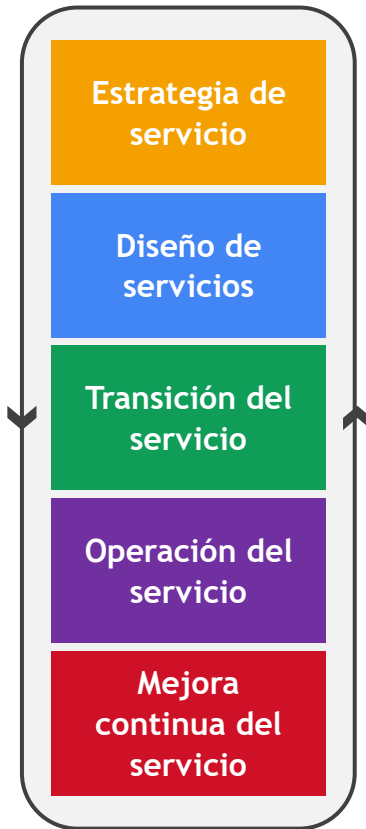 Estrategia de
servicio
Diseño de
servicios
Transición del
servicio
Operación del
servicio
Mejora
continua del
servicio